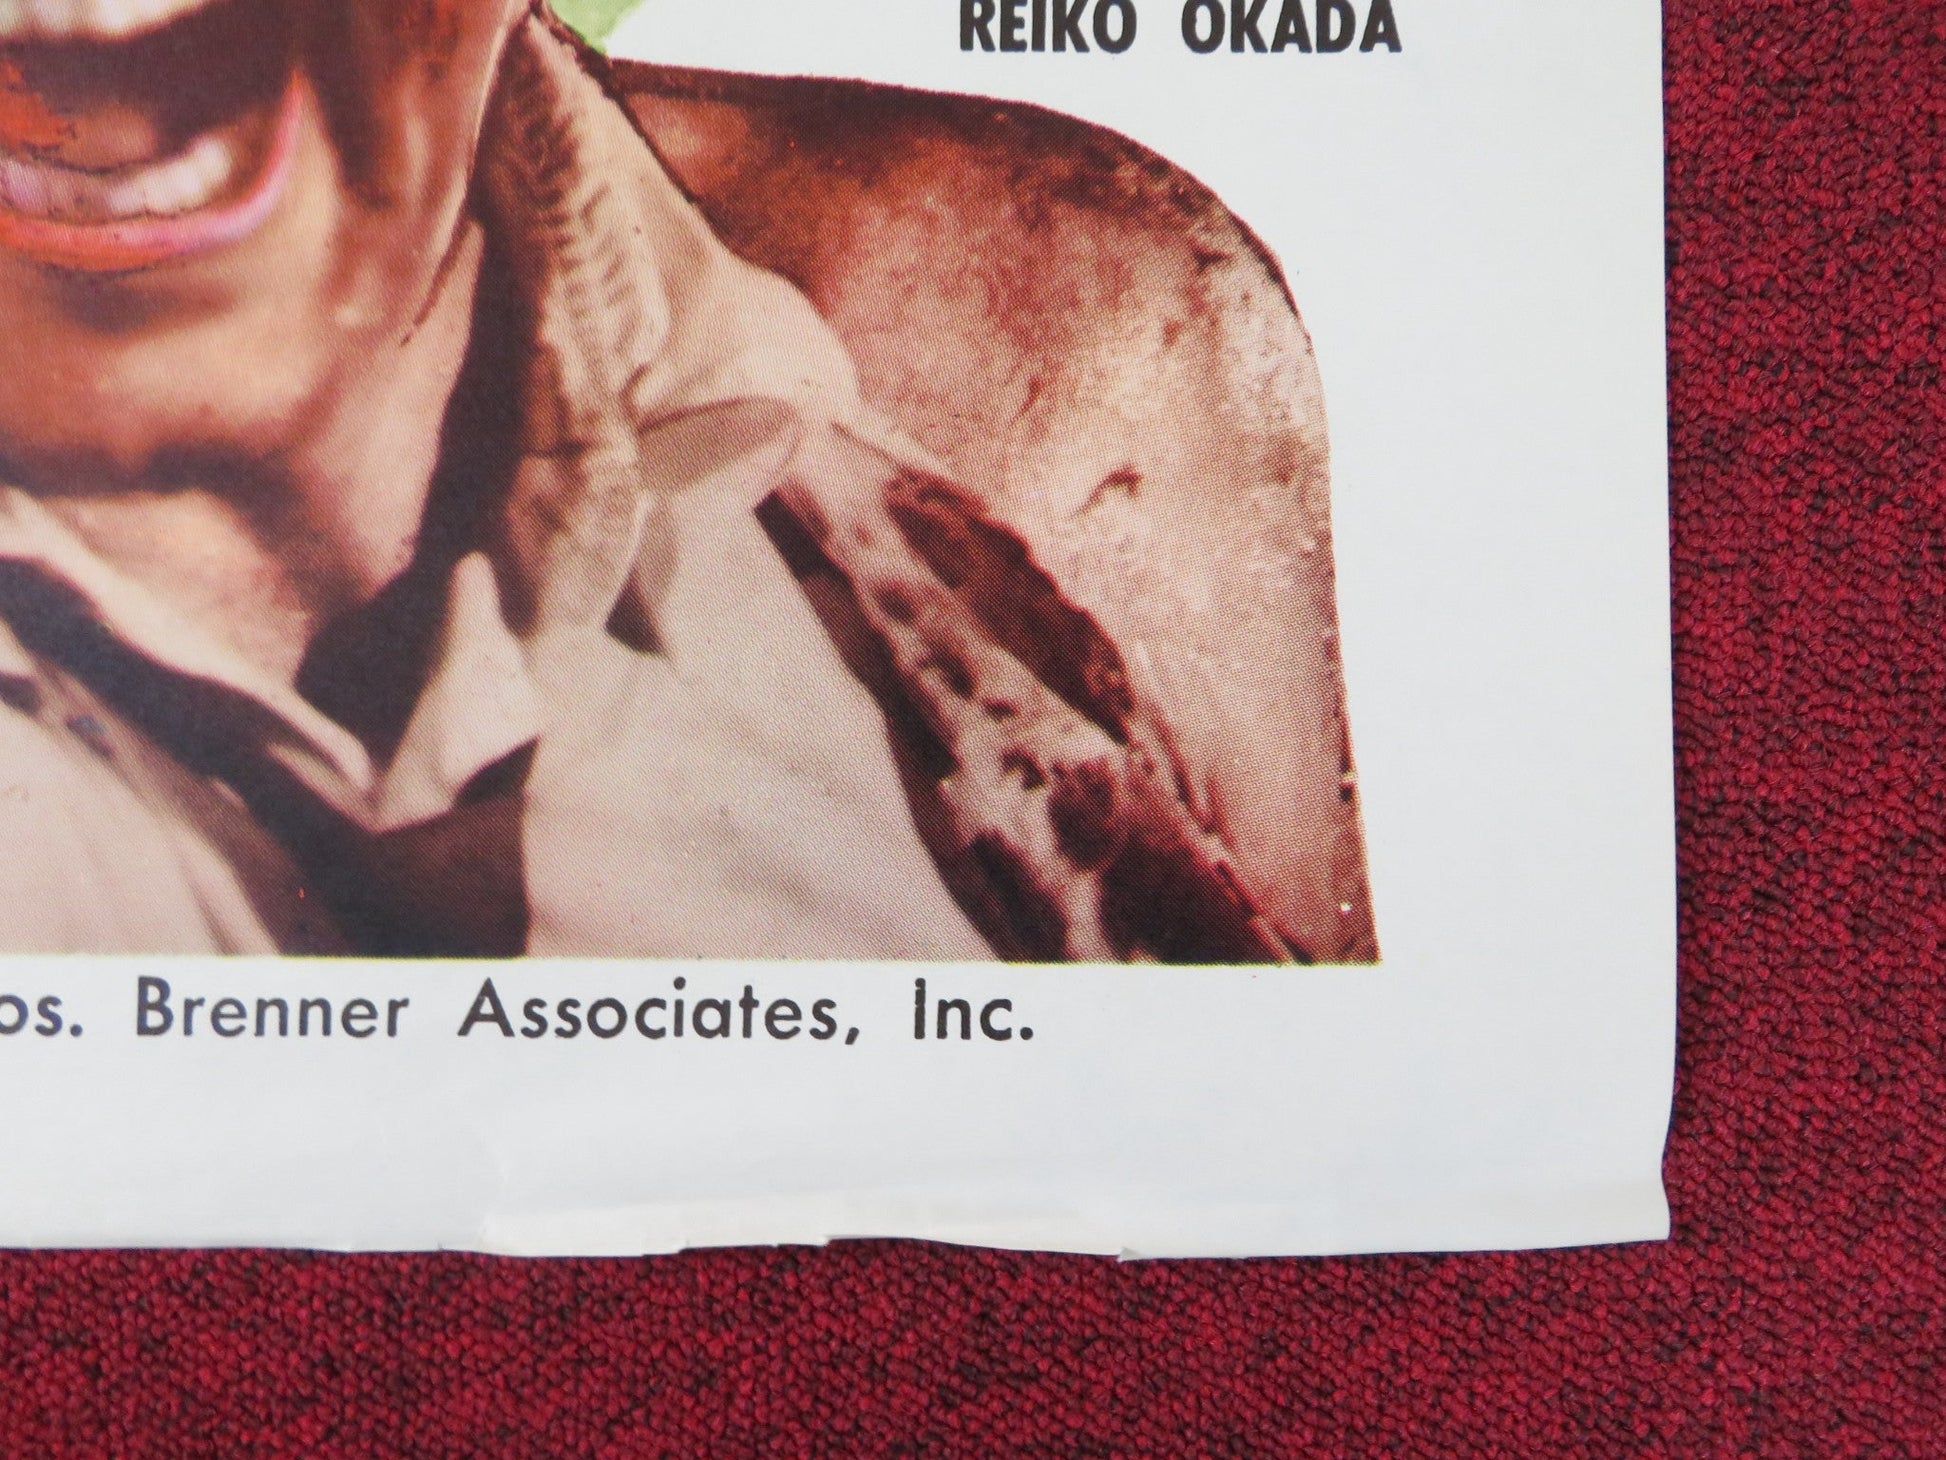 REIKO OKADA
os. Brenner Associates, Inc.